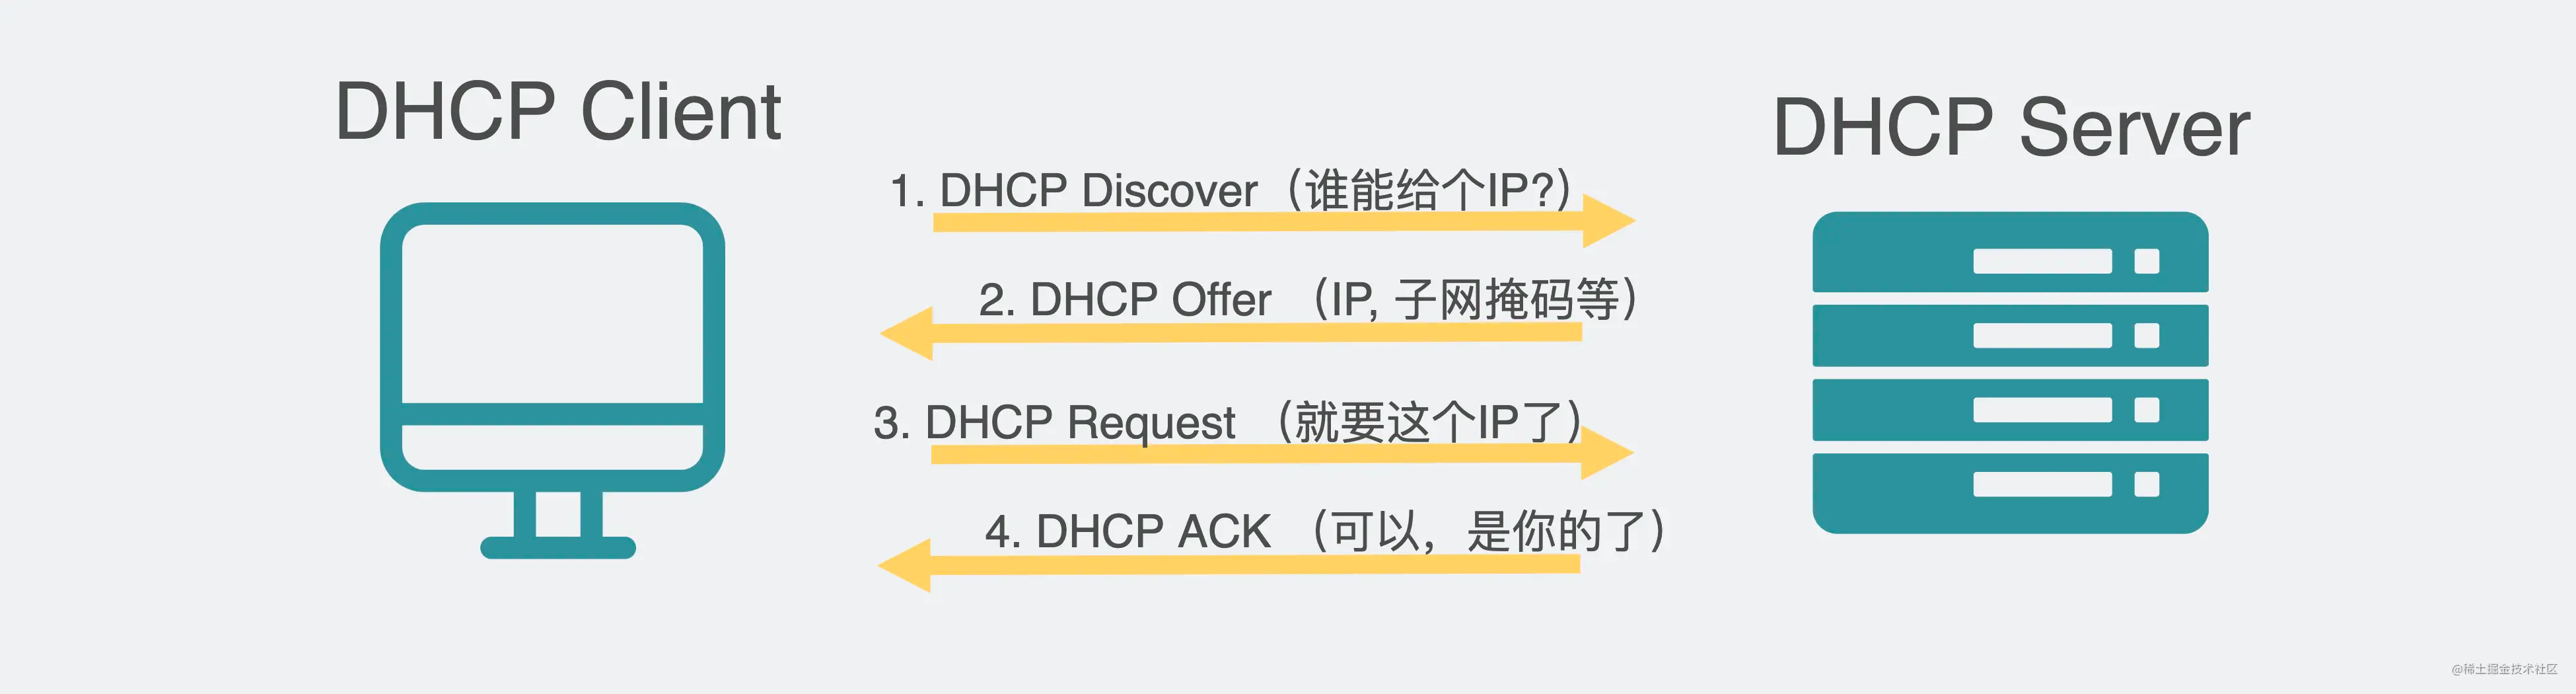 DHCP Client
DHCP Server
1. DHCP Discover（谁能给个IP?）
2. DHCP Offer （IP, 子网掩码等）
3. DHCP Request （就要这个IP了）
4. DHCP ACK （可以，是你的了）
@稀土掘金技术社区